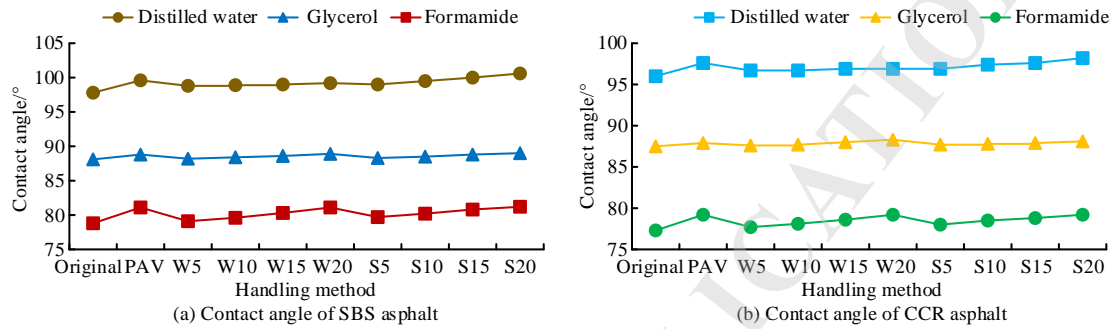 Distilled water Glycerol Formamide
105
100
95
90
85
80
75
Contact angle/°
Original PAV W5 W10 W15 W20 S5 S10 S15 S20
Handling method
(a) Contact angle of SBS asphalt
Distilled water Glycerol Formamide
100
95
90
85
80
75
Contact angle/°
Original PAV W5 W10 W15 W20 S5 S10 S15 S20
Handling method
(b) Contact angle of CCR asphalt
ICATION